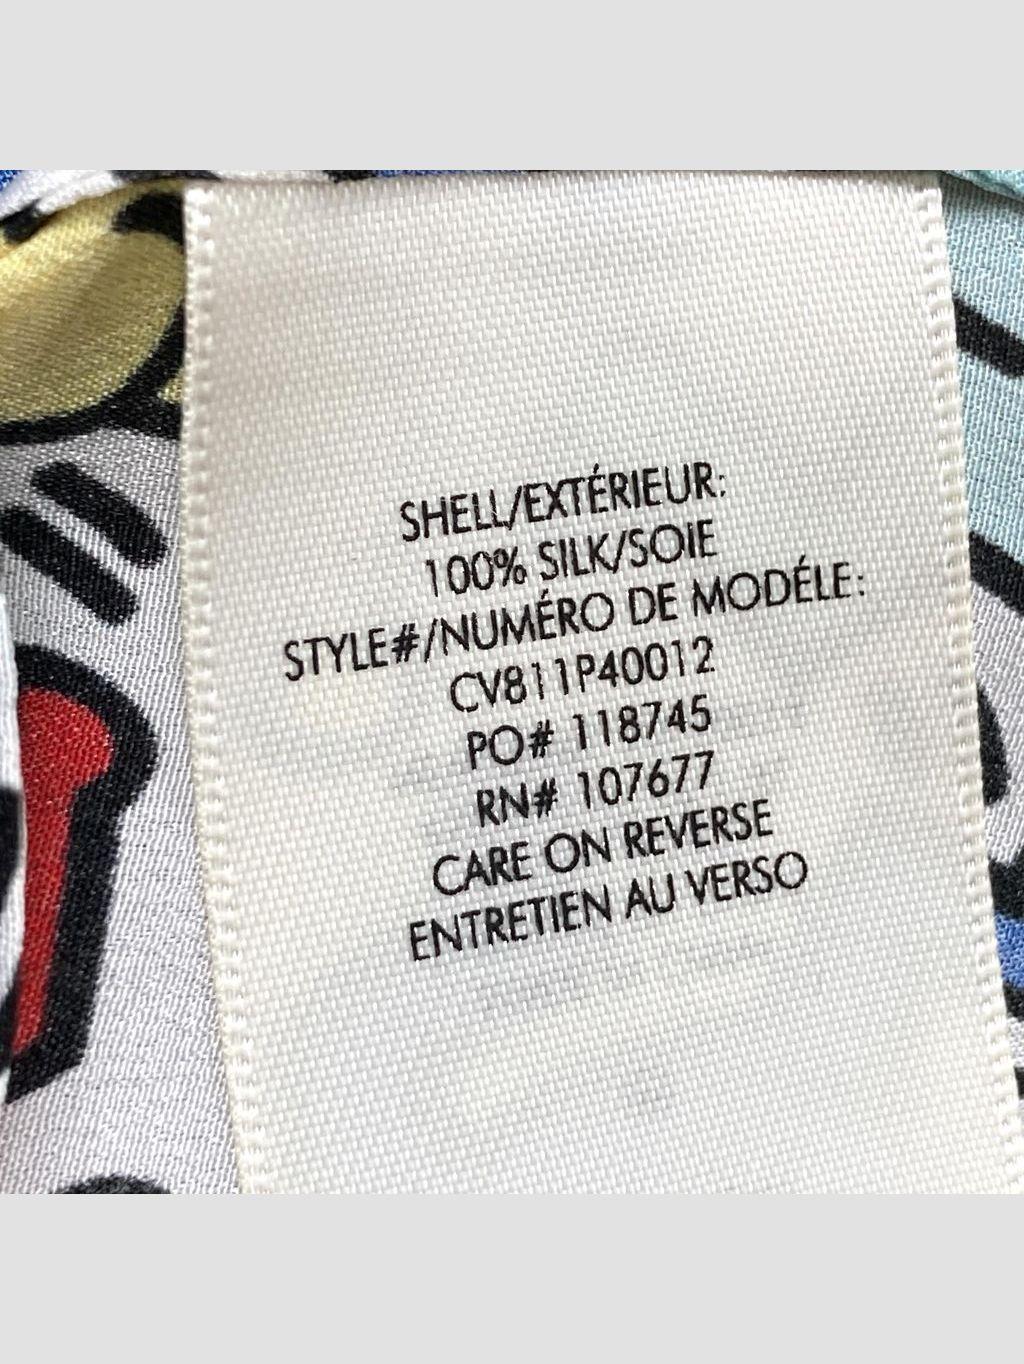 SHELL/EXTÉRIEUR:
100% SILK/SOIE
STYLE#/NUMÉRO DE MODÉLE:
CV811P40012
PO# 118745
RN# 107677
CARE ON REVERSE
ENTRETIEN AU VERSO